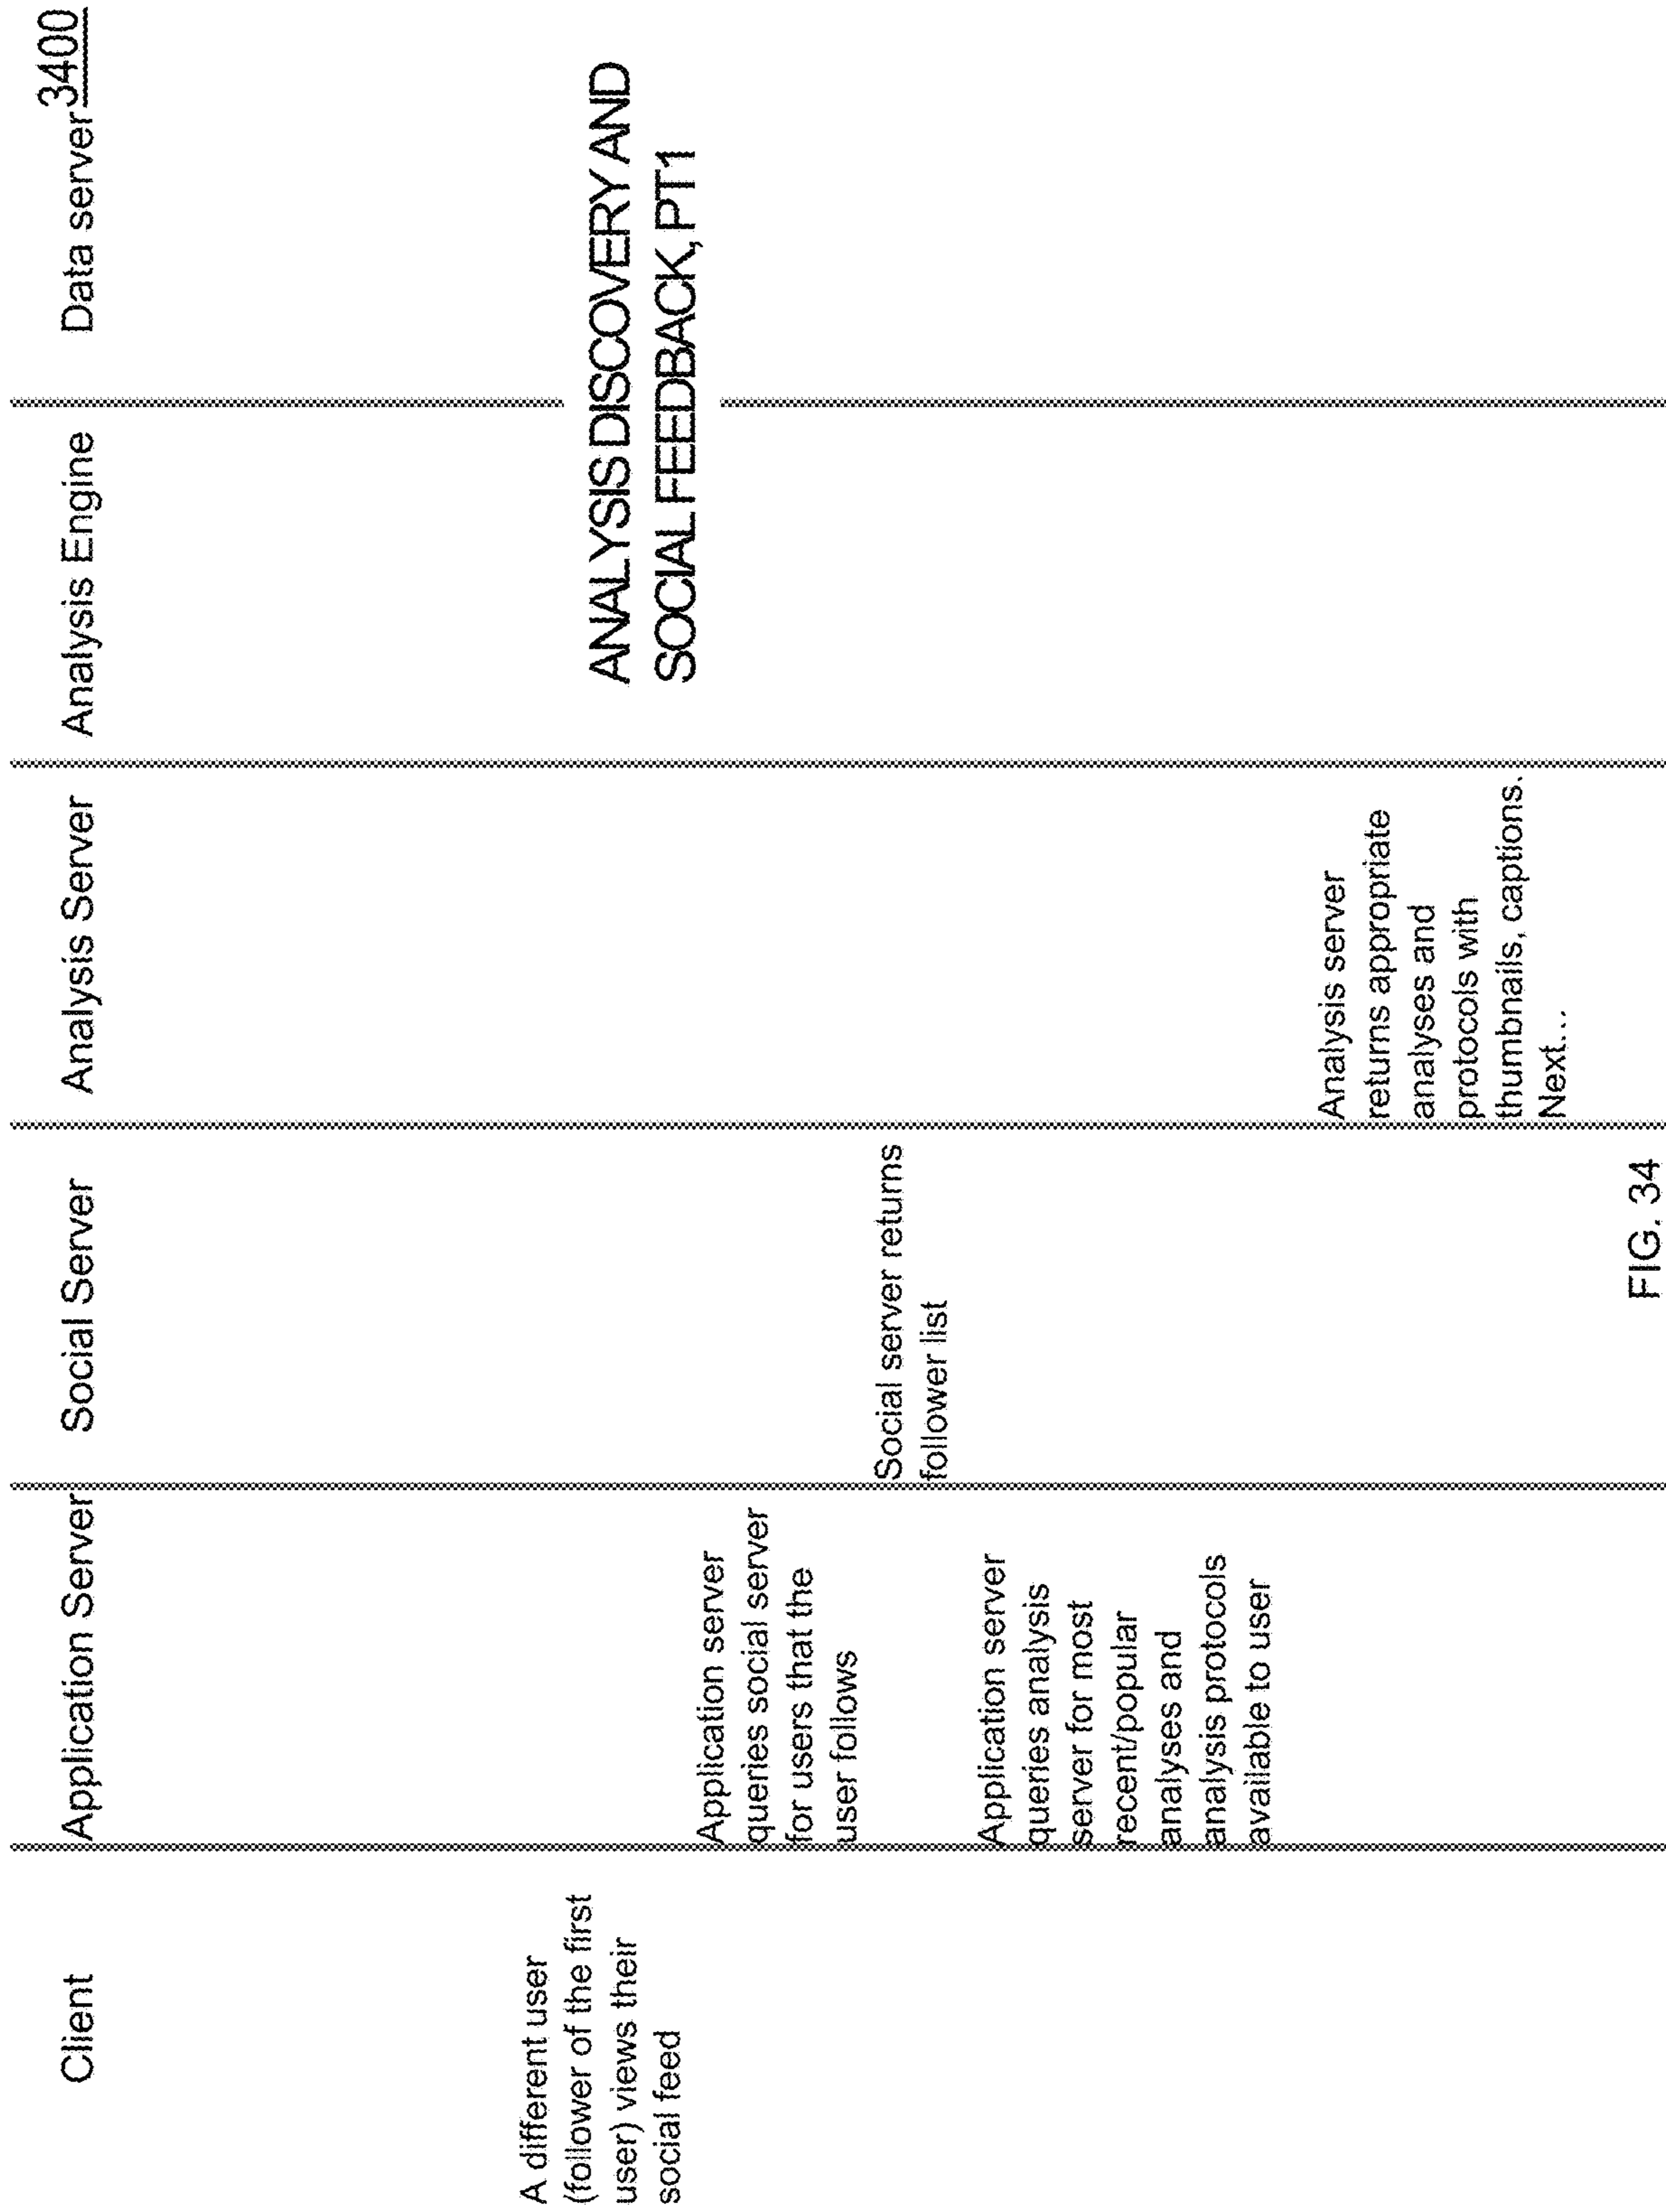 3400
Client
Application Server
Social Server
Analysis Server
Analysis Engine
Data server
A different user
(follower of the first
user) views their
social feed
ANALYSIS DISCOVERY AND
SOCIAL FEEDBACK, PT1
Application server
queries social server
for users that the
user follows
Social server returns
follower list
Application server
queries analysis
server for most
recent/popular
analyses and
analysis protocols
available to user
Analysis server
returns appropriate
analyses and
protocols with
thumbnails, captions.
Next...
FIG. 34